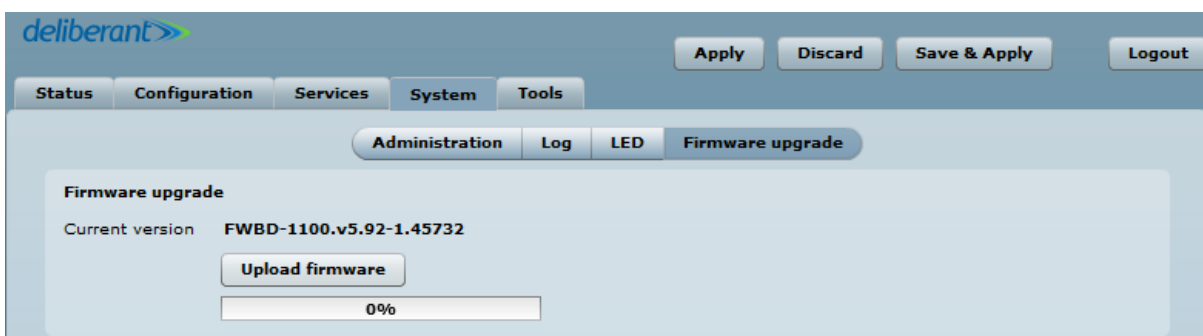 deliberant
Apply Discard Save & Apply Logout
Status Configuration Services System Tools
Administration Log LED Firmware upgrade
Firmware upgrade
Current version FWBD-1100.v5.92-1.45732
Upload firmware
0%